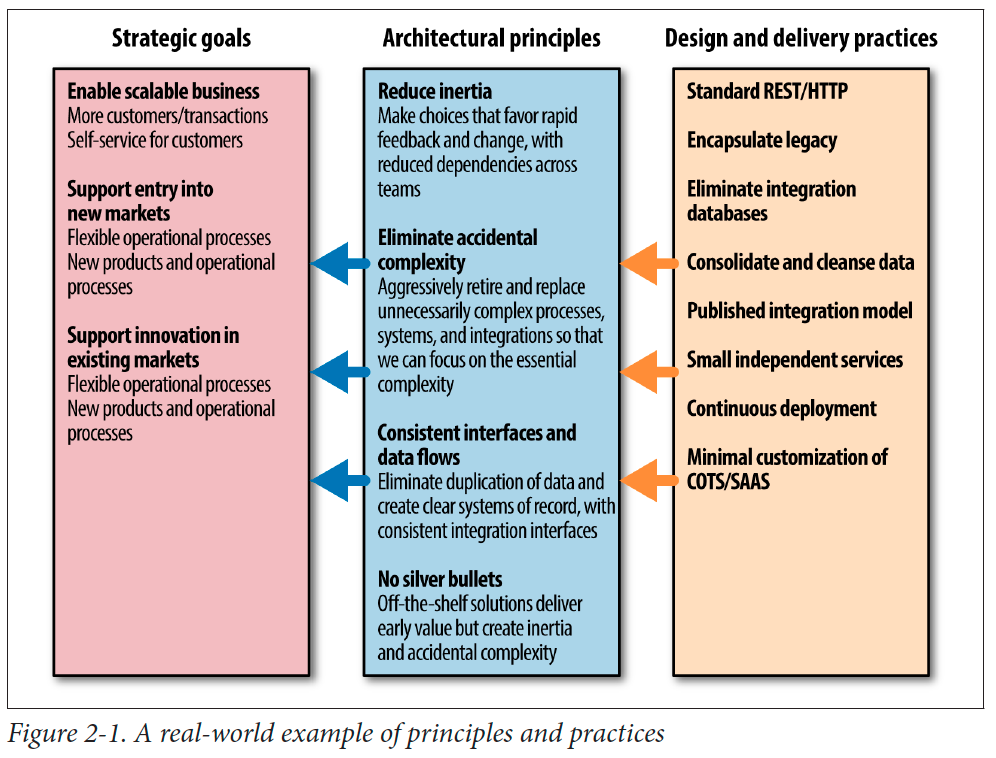 Strategic goals
Enable scalable business
More customers/transactions
Self-service for customers
Support entry into
new markets
Flexible operational processes
New products and operational
processes
Support innovation in
existing markets
Flexible operational processes
New products and operational
processes
Architectural principles
Reduce inertia
Make choices that favor rapid
feedback and change, with
reduced dependencies across
teams
Eliminate accidental
complexity
Aggressively retire and replace
unnecessarily complex processes,
systems, and integrations so that
we can focus on the essential
complexity
Consistent interfaces and
data flows
Eliminate duplication of data and
create clear systems of record, with
consistent integration interfaces
No silver bullets
Off-the-shelf solutions deliver
early value but create inertia
and accidental complexity
Design and delivery practices
Standard REST/HTTP
Encapsulate legacy
Eliminate integration
databases
Consolidate and cleanse data
Published integration model
Small independent services
Continuous deployment
Minimal customization of
COTS/SAAS
Figure 2-1. A real-world example of principles and practices